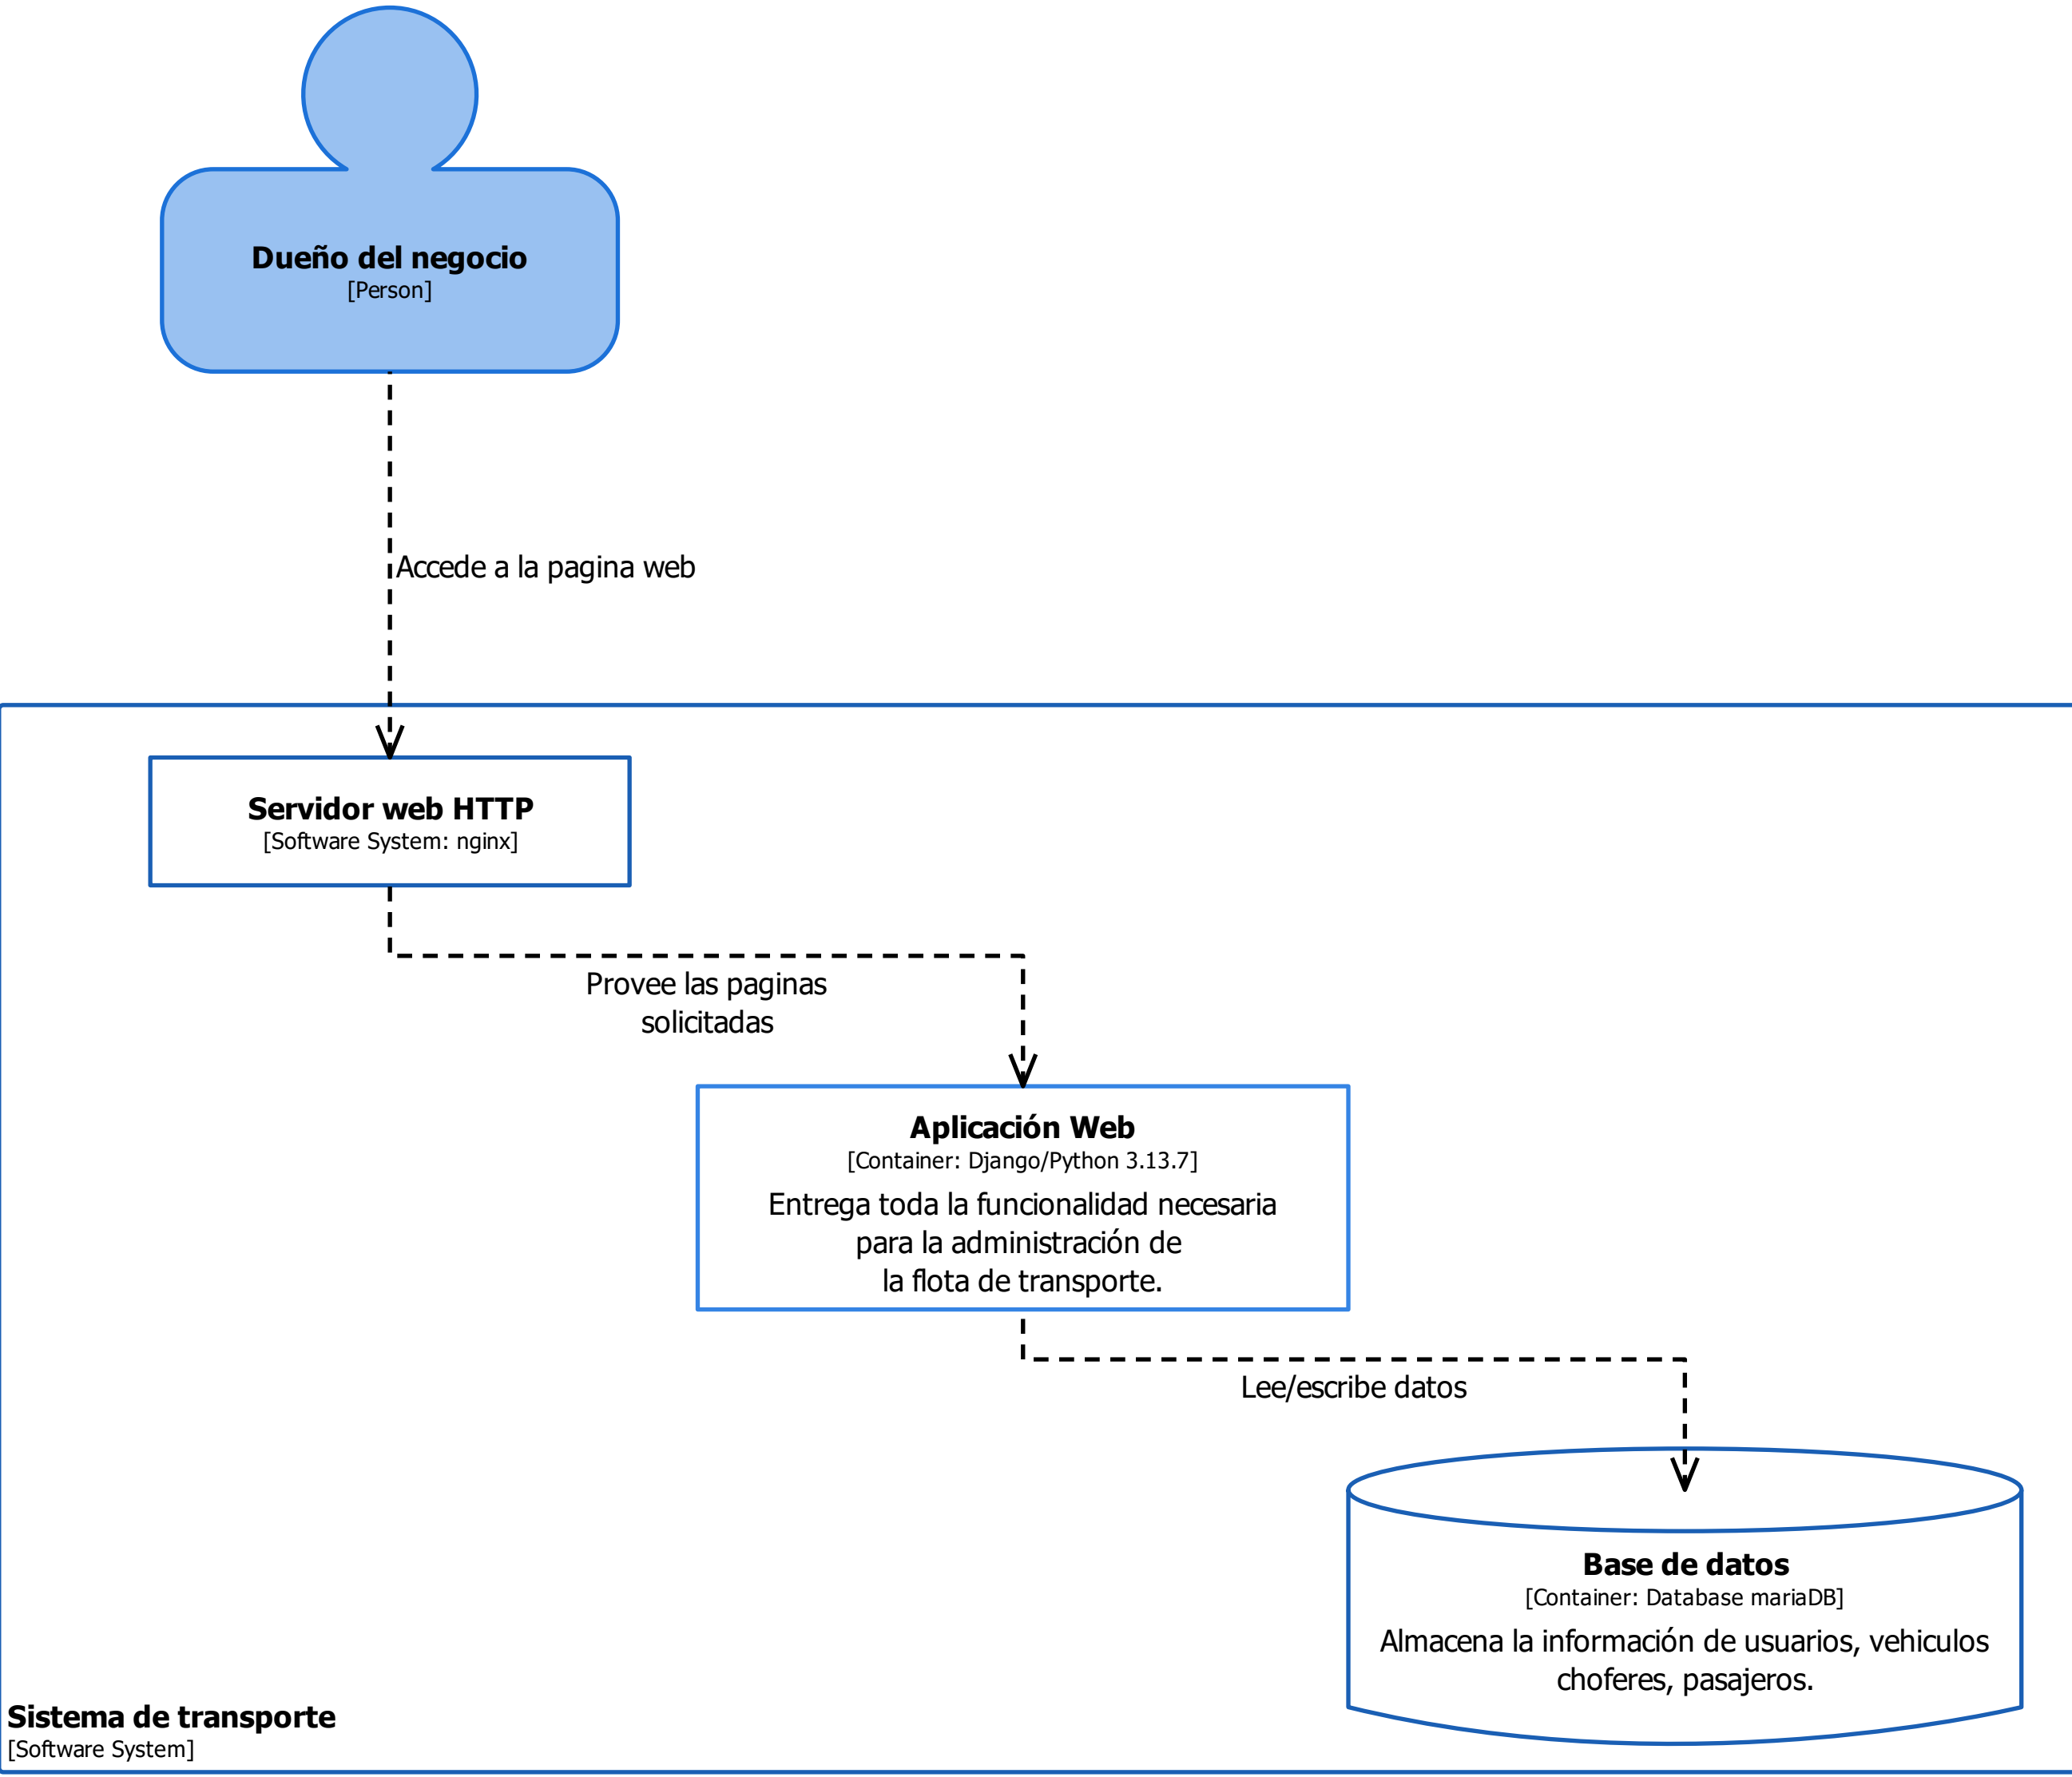 Dueño del negocio
[Person]
Accede a la pagina web
Servidor web HTTP
[Software System: nginx]
Provee las paginas
solicitadas
Aplicación Web
[Container: Django/Python 3.13.7]
Entrega toda la funcionalidad necesaria
para la administración de
la flota de transporte.
Lee/escribe datos
Base de datos
[Container: Database mariaDB]
Almacena la información de usuarios, vehiculos
choferes, pasajeros.
Sistema de transporte
[Software System]